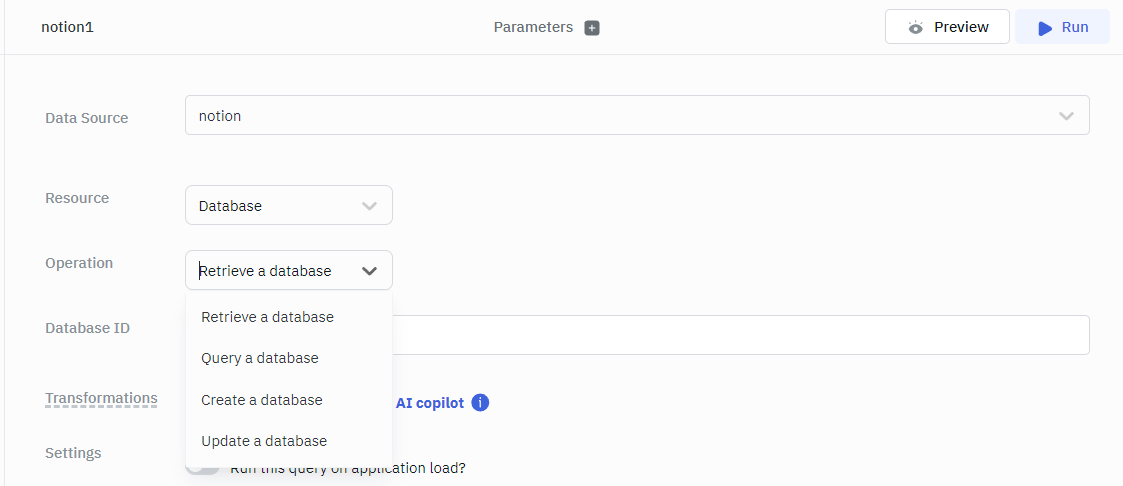 notion1 Parameters Preview Run
Data Source notion
Resource Database
Operation Retrieve a database
Retrieve a database
Database ID
Query a database
Transformations Create a database AI copilot i
Update a database
Settings
Run this query on application load?